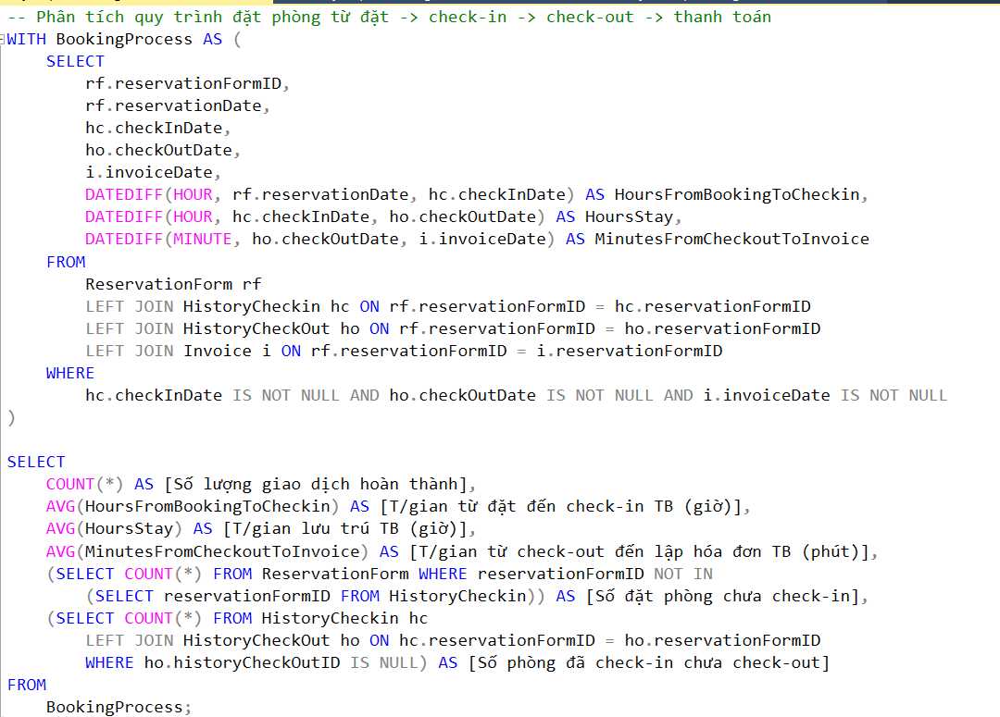 -- Phân tích quy trình đặt phòng từ đặt -> check-in -> check-out -> thanh toán
WITH BookingProcess AS (
    SELECT
        rf.reservationFormID,
        rf.reservationDate,
        hc.checkInDate,
        ho.checkOutDate,
        i.invoiceDate,
        DATEDIFF(HOUR, rf.reservationDate, hc.checkInDate) AS HoursFromBookingToCheckin,
        DATEDIFF(HOUR, hc.checkInDate, ho.checkOutDate) AS HoursStay,
        DATEDIFF(MINUTE, ho.checkOutDate, i.invoiceDate) AS MinutesFromCheckoutToInvoice
    FROM
        ReservationForm rf
        LEFT JOIN HistoryCheckin hc ON rf.reservationFormID = hc.reservationFormID
        LEFT JOIN HistoryCheckOut ho ON rf.reservationFormID = ho.reservationFormID
        LEFT JOIN Invoice i ON rf.reservationFormID = i.reservationFormID
    WHERE
        hc.checkInDate IS NOT NULL AND ho.checkOutDate IS NOT NULL AND i.invoiceDate IS NOT NULL
)
SELECT
    COUNT(*) AS [Số lượng giao dịch hoàn thành],
    AVG(HoursFromBookingToCheckin) AS [T/gian từ đặt đến check-in TB (giờ)],
    AVG(HoursStay) AS [T/gian lưu trú TB (giờ)],
    AVG(MinutesFromCheckoutToInvoice) AS [T/gian từ check-out đến lập hóa đơn TB (phút)],
    (SELECT COUNT(*) FROM ReservationForm WHERE reservationFormID NOT IN
        (SELECT reservationFormID FROM HistoryCheckin)) AS [Số đặt phòng chưa check-in],
    (SELECT COUNT(*) FROM HistoryCheckin hc
        LEFT JOIN HistoryCheckOut ho ON hc.reservationFormID = ho.reservationFormID
        WHERE ho.historyCheckOutID IS NULL) AS [Số phòng đã check-in chưa check-out]
FROM
    BookingProcess;